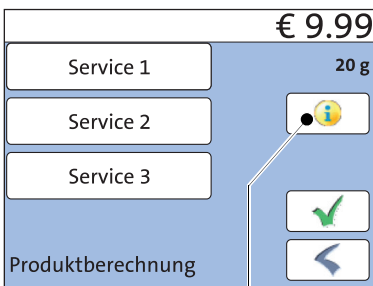 € 9.99
Service 1
20 g
Service 2
i
Service 3
Produktberechnung